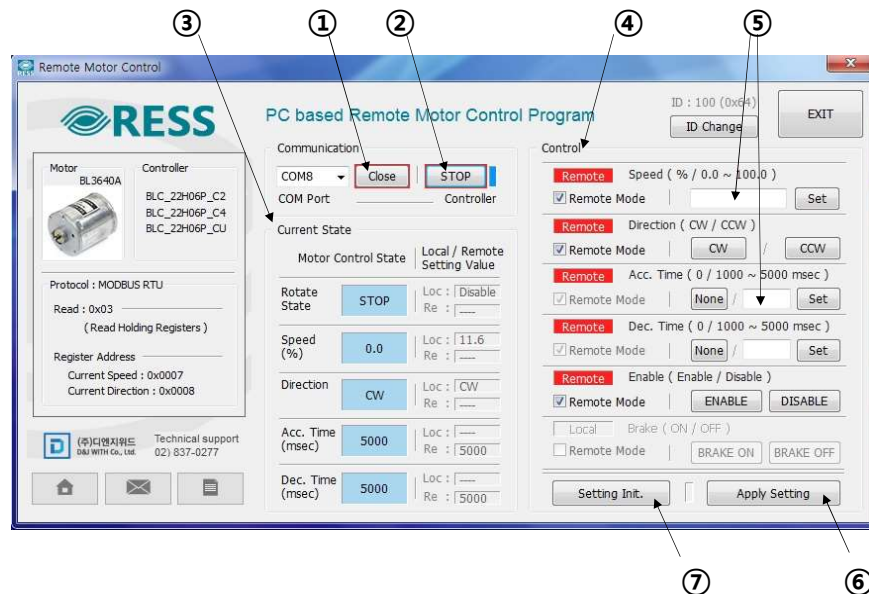 ③ ① ② ④ ⑤
Remote Motor Control
RESS
PC based Remote Motor Control Program
ID : 100 (0x64)
ID Change
EXIT
Motor
BL3640A
Controller
BLC_22H06P_C2
BLC_22H06P_C4
BLC_22H06P_CU
Protocol : MODBUS RTU
Read : 0x03
( Read Holding Registers )
Register Address
Current Speed : 0x0007
Current Direction : 0x0008
(주)디앤지위드
D&J WITH Co., Ltd.
Technical support
02) 837-0277
Communication
COM8 Close STOP
COM Port Controller
Current State
Motor Control State
Local / Remote
Setting Value
Rotate
State
STOP
Loc : Disable
Re : ----
Speed
(%)
0.0
Loc : 11.6
Re : ----
Direction
CW
Loc : CW
Re : ----
Acc. Time
(msec)
5000
Loc : ----
Re : 5000
Dec. Time
(msec)
5000
Loc : ----
Re : 5000
Control
Remote Speed ( % / 0.0 ~ 100.0 )
Remote Mode Set
Remote Direction ( CW / CCW )
Remote Mode CW / CCW
Remote Acc. Time ( 0 / 1000 ~ 5000 msec )
Remote Mode None / Set
Remote Dec. Time ( 0 / 1000 ~ 5000 msec )
Remote Mode None / Set
Remote Enable ( Enable / Disable )
Remote Mode ENABLE DISABLE
Local Brake ( ON / OFF )
Remote Mode BRAKE ON BRAKE OFF
Setting Init. Apply Setting
⑦ ⑥